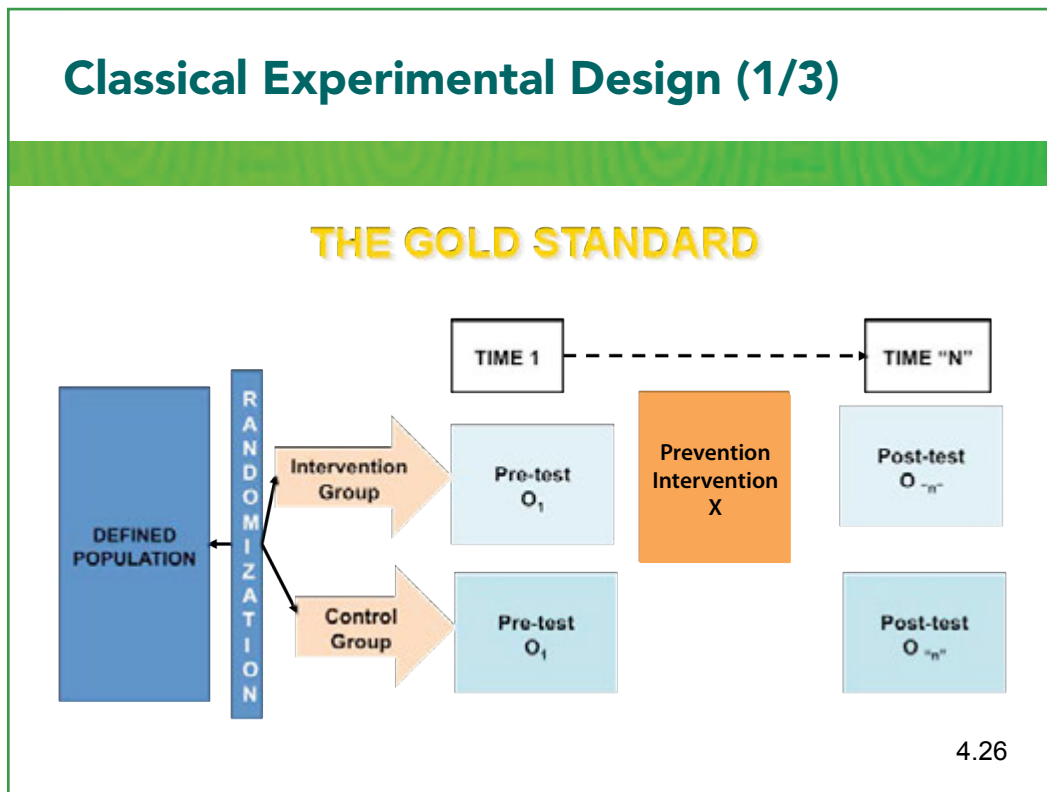 Classical Experimental Design (1/3)
THE GOLD STANDARD
TIME 1
TIME “N”
DEFINED
POPULATION
RANDOMIZATION
Intervention
Group
Pre-test
O1
Prevention
Intervention
X
Post-test
O "n"
Control
Group
Pre-test
O1
Post-test
O "n"
4.26